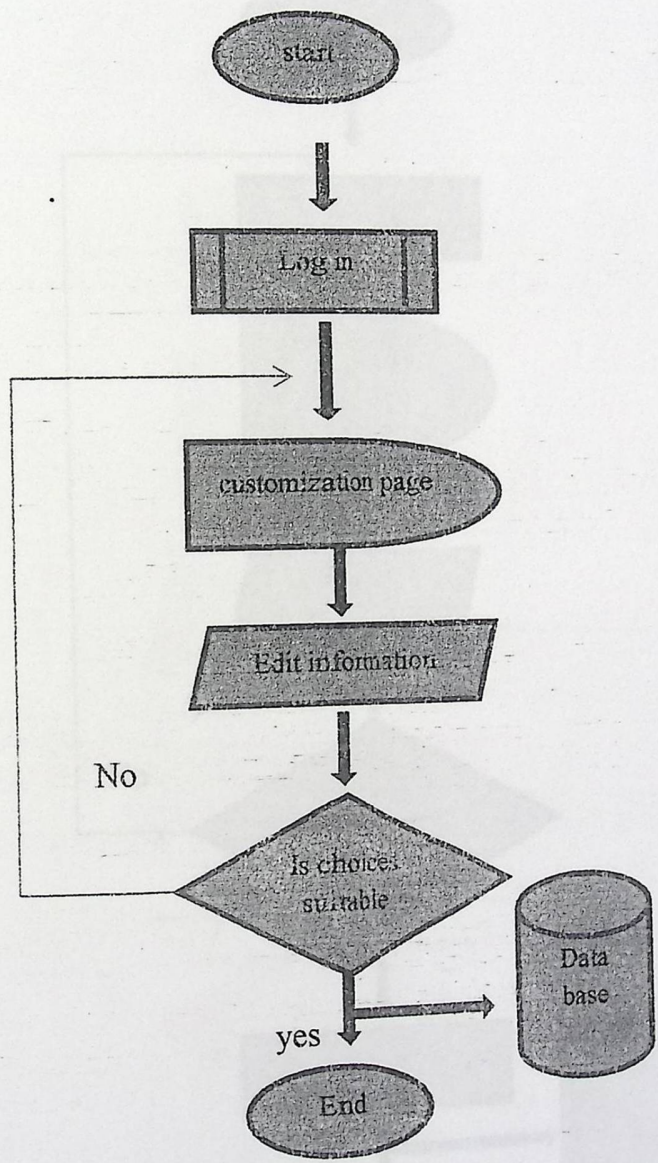 start
Log in
customization page
Edit information
No
Is choices
suitable
Data
base
yes
End